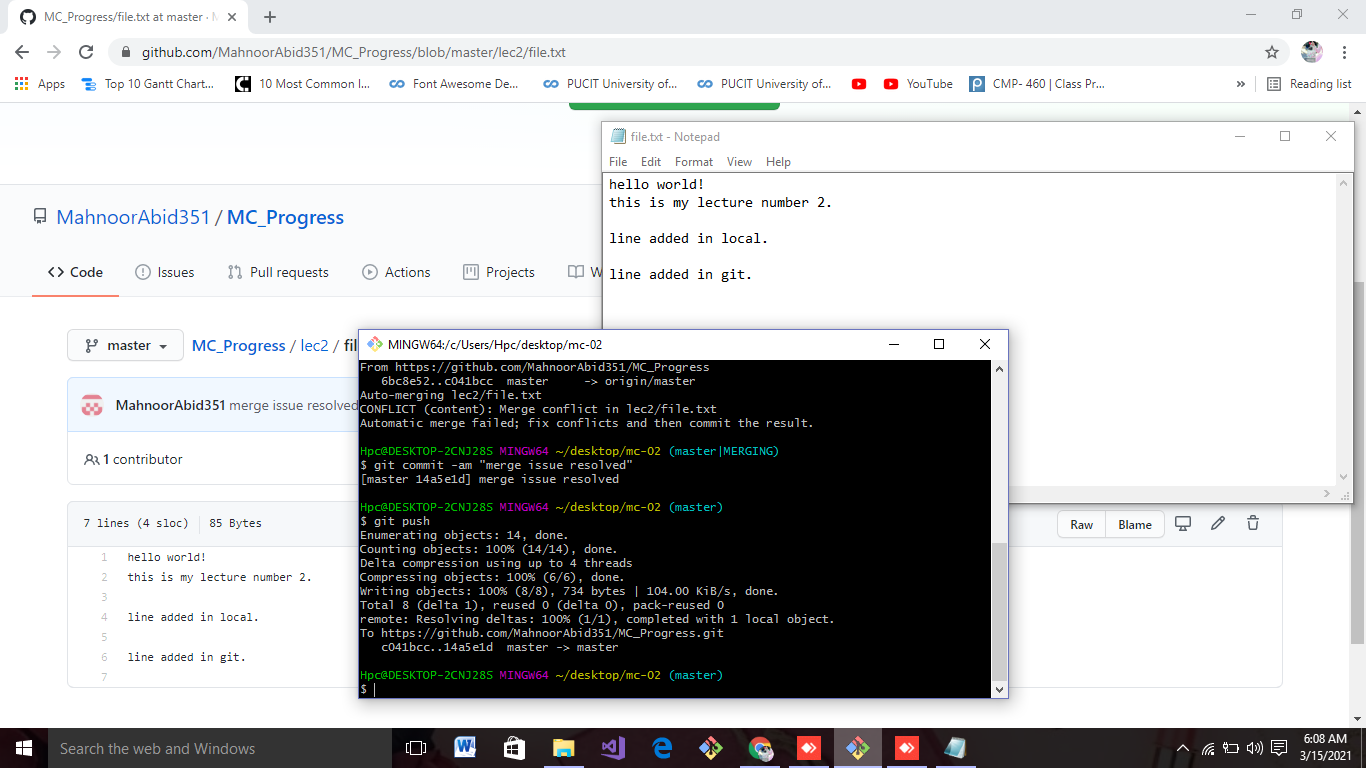 MC_Progress/file.txt at master ·
github.com/MahnoorAbid351/MC_Progress/blob/master/lec2/file.txt
Apps Top 10 Gantt Chart... 10 Most Common I... Font Awesome De... PUCIT University of... PUCIT University of... YouTube CMP- 460 | Class Pr... » Reading list
MahnoorAbid351 / MC_Progress
Code Issues Pull requests Actions Projects
master MC_Progress / lec2 /
MahnoorAbid351 merge issue resolved
1 contributor
7 lines (4 sloc) 85 Bytes
Raw Blame
1 hello world!
2 this is my lecture number 2.
3
4 line added in local.
5
6 line added in git.
7
file.txt - Notepad
File Edit Format View Help
hello world!
this is my lecture number 2.
line added in local.
line added in git.
MINGW64:/c/Users/Hpc/desktop/mc-02
From https://github.com/MahnoorAbid351/MC_Progress
6bc8e52..c041bcc master -> origin/master
Auto-merging lec2/file.txt
CONFLICT (content): Merge conflict in lec2/file.txt
Automatic merge failed; fix conflicts and then commit the result.
Hpc@DESKTOP-2CNJ28S MINGW64 ~/desktop/mc-02 (master|MERGING)
$ git commit -am "merge issue resolved"
[master 14a5e1d] merge issue resolved
Hpc@DESKTOP-2CNJ28S MINGW64 ~/desktop/mc-02 (master)
$ git push
Enumerating objects: 14, done.
Counting objects: 100% (14/14), done.
Delta compression using up to 4 threads
Compressing objects: 100% (6/6), done.
Writing objects: 100% (8/8), 734 bytes | 104.00 KiB/s, done.
Total 8 (delta 1), reused 0 (delta 0), pack-reused 0
remote: Resolving deltas: 100% (1/1), completed with 1 local object.
To https://github.com/MahnoorAbid351/MC_Progress.git
c041bcc..14a5e1d master -> master
Hpc@DESKTOP-2CNJ28S MINGW64 ~/desktop/mc-02 (master)
$
Search the web and Windows
6:08 AM
3/15/2021